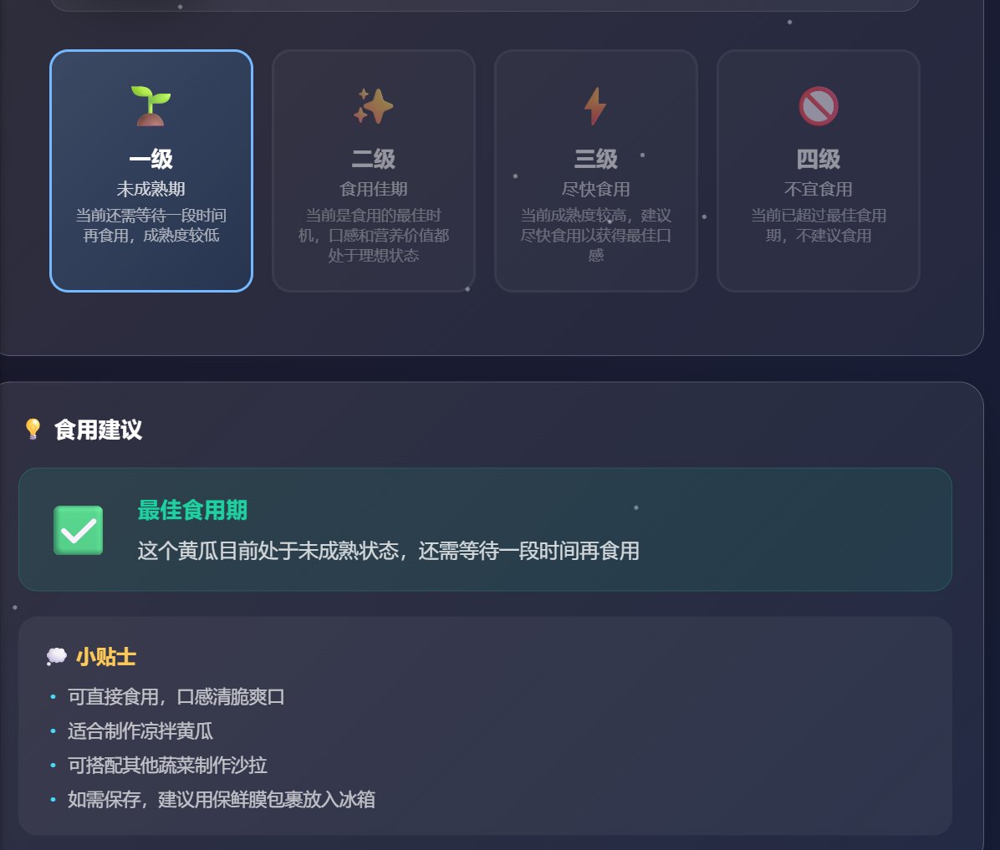 一级
未成熟期
当前还需等待一段时间
再食用，成熟度较低
二级
食用佳期
当前是食用的最佳时
机，口感和营养价值都
处于理想状态
三级
尽快食用
当前成熟度较高，建议
尽快食用以获得最佳口
感
四级
不宜食用
当前已超过最佳食用
期，不建议食用
食用建议
最佳食用期
这个黄瓜目前处于未成熟状态，还需等待一段时间再食用
小贴士
• 可直接食用，口感清脆爽口
• 适合制作凉拌黄瓜
• 可搭配其他蔬菜制作沙拉
• 如需保存，建议用保鲜膜包裹放入冰箱